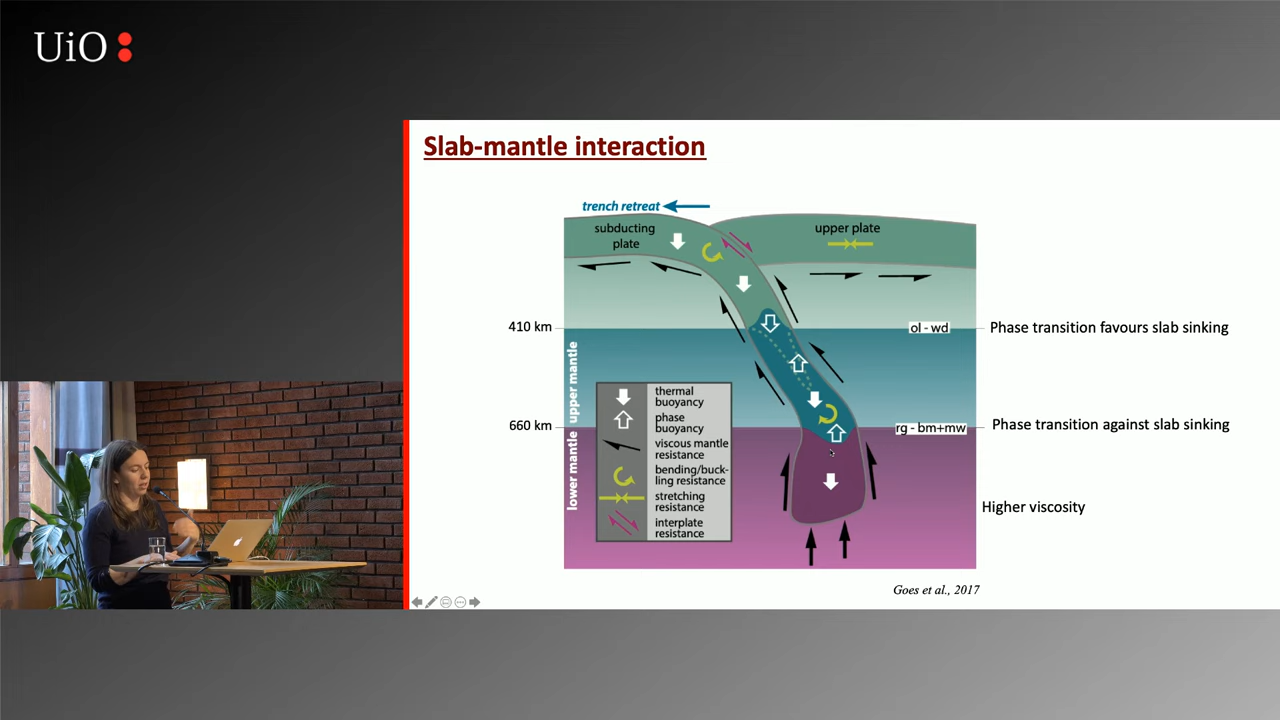 UiO
Slab-mantle interaction
trench retreat
subducting
plate
upper plate
410 km
ol - wd
Phase transition favours slab sinking
upper mantle
660 km
rg - bm+mw
Phase transition against slab sinking
lower mantle
thermal
buoyancy
phase
buoyancy
viscous mantle
resistance
bending/buck-
ling resistance
stretching
resistance
interplate
resistance
Higher viscosity
Goes et al., 2017